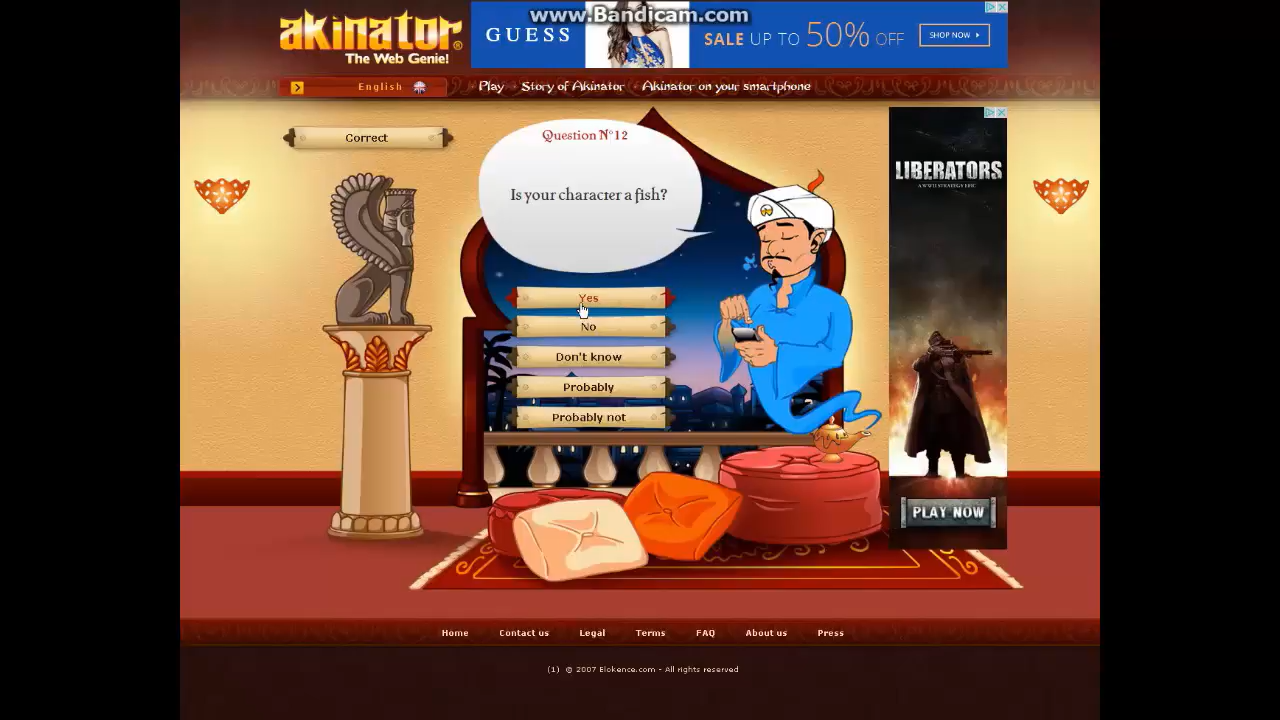 www.Bandicam.com
akinator®
The Web Genie!
GUESS
SALE UP TO 50% OFF
SHOP NOW
English
Play
Story of Akinator
Akinator on your smartphone
Correct
Question N°12
Is your character a fish?
Yes
No
Don't know
Probably
Probably not
LIBERATORS
A WWII STRATEGY EPIC
PLAY NOW
Home
Contact us
Legal
Terms
FAQ
About us
Press
(1) © 2007 Elokence.com - All rights reserved